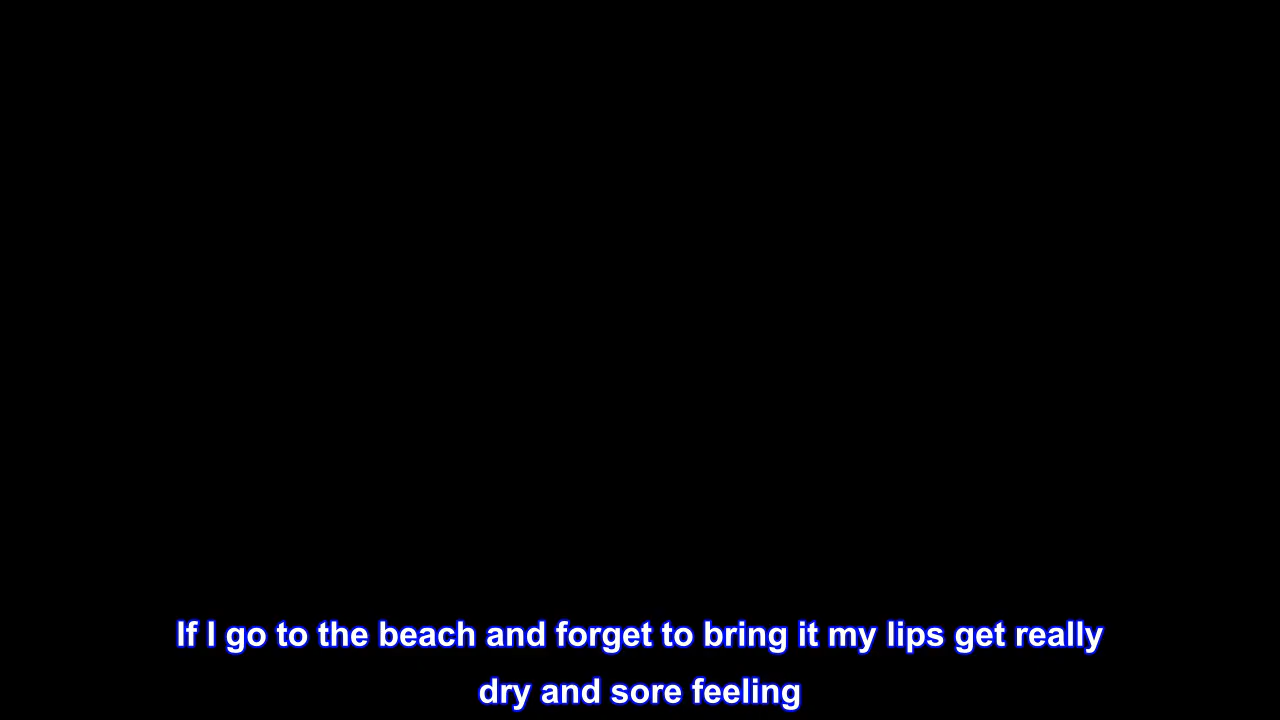 If I go to the beach and forget to bring it my lips get really
dry and sore feeling